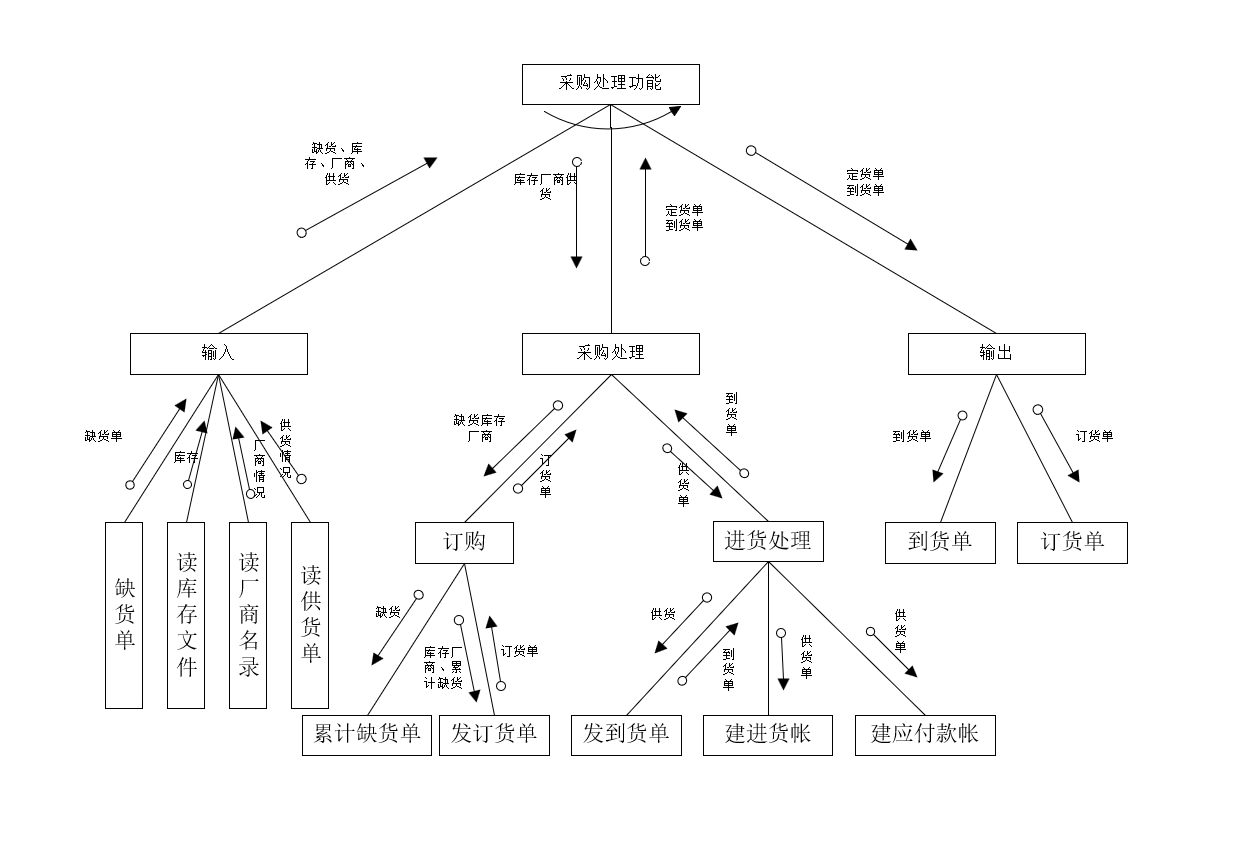 采购处理功能
缺货、库
存、厂商、
供货
库存厂商供
货
定货单
到货单
定货单
到货单
输入
采购处理
输出
缺货单
库存
厂
商
情
况
供
货
情
况
缺货库存
厂商
订
货
单
到
货
单
供
货
单
到货单
订货单
缺
货
单
读
库
存
文
件
读
厂
商
名
录
读
供
货
单
订购
进货处理
到货单
订货单
缺货
库存厂
商、累
计缺货
订货单
供货
到
货
单
供
货
单
供
货
单
累计缺货单
发订货单
发到货单
建进货帐
建应付款帐